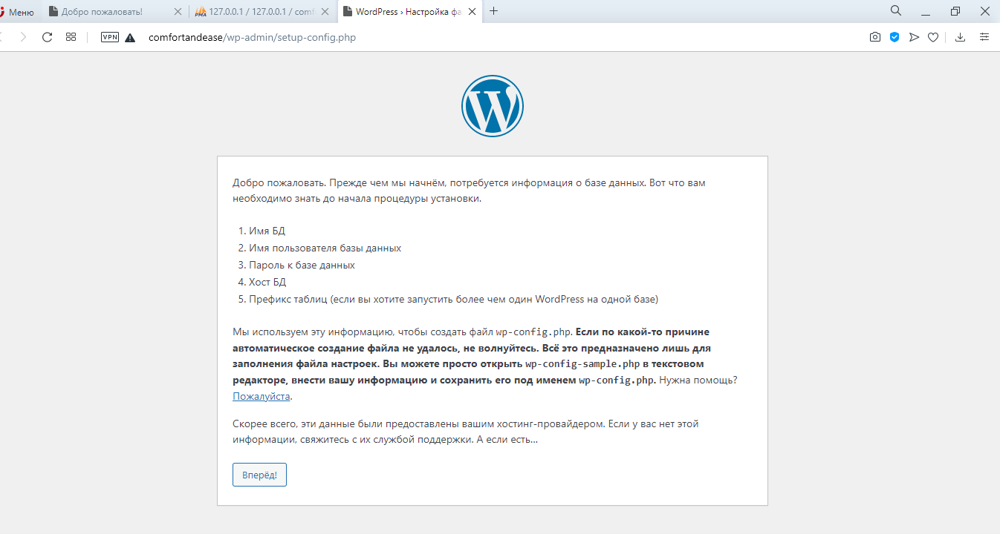 Меню
Добро пожаловать!
PMA 127.0.0.1 / 127.0.0.1 / comf
WordPress › Настройка фа
VPN comfortandease/wp-admin/setup-config.php
W
Добро пожаловать. Прежде чем мы начнём, потребуется информация о базе данных. Вот что вам
необходимо знать до начала процедуры установки.
1. Имя БД
2. Имя пользователя базы данных
3. Пароль к базе данных
4. Хост БД
5. Префикс таблиц (если вы хотите запустить более чем один WordPress на одной базе)
Мы используем эту информацию, чтобы создать файл wp-config.php. Если по какой-то причине
автоматическое создание файла не удалось, не волнуйтесь. Всё это предназначено лишь для
заполнения файла настроек. Вы можете просто открыть wp-config-sample.php в текстовом
редакторе, внести вашу информацию и сохранить его под именем wp-config.php. Нужна помощь?
Пожалуйста.
Скорее всего, эти данные были предоставлены вашим хостинг-провайдером. Если у вас нет этой
информации, свяжитесь с их службой поддержки. А если есть…
Вперёд!